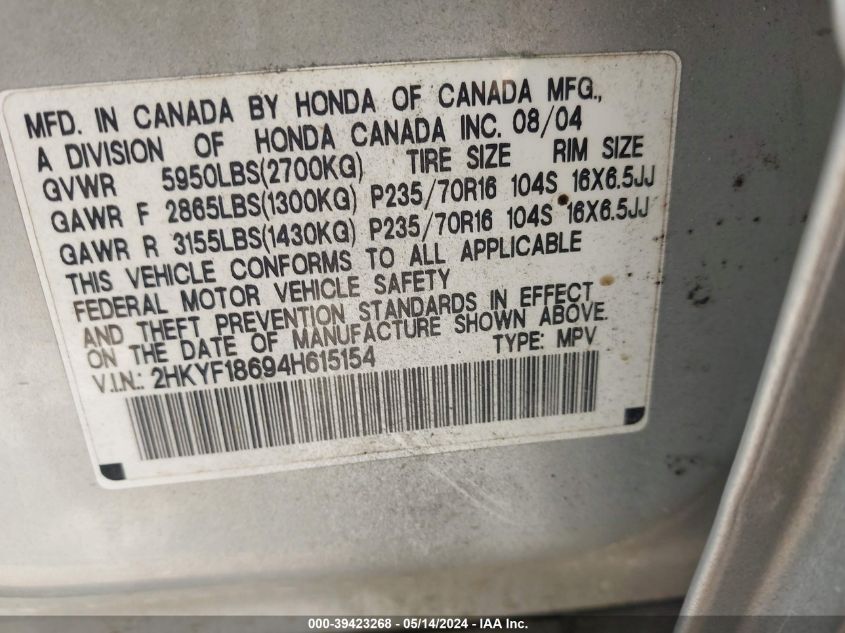 MFD. IN CANADA BY HONDA OF CANADA MFG.,
A DIVISION OF HONDA CANADA INC. 08/04
GVWR 5950LBS(2700KG) TIRE SIZE RIM SIZE
GAWR F 2865LBS(1300KG) P235/70R16 104S 16X6.5JJ
GAWR R 3155LBS(1430KG) P235/70R16 104S 16X6.5JJ
THIS VEHICLE CONFORMS TO ALL APPLICABLE
FEDERAL MOTOR VEHICLE SAFETY
AND THEFT PREVENTION STANDARDS IN EFFECT
ON THE DATE OF MANUFACTURE SHOWN ABOVE.
V.I.N.: 2HKYF18694H615154 TYPE: MPV
000-39423268 - 05/14/2024 - IAA Inc.